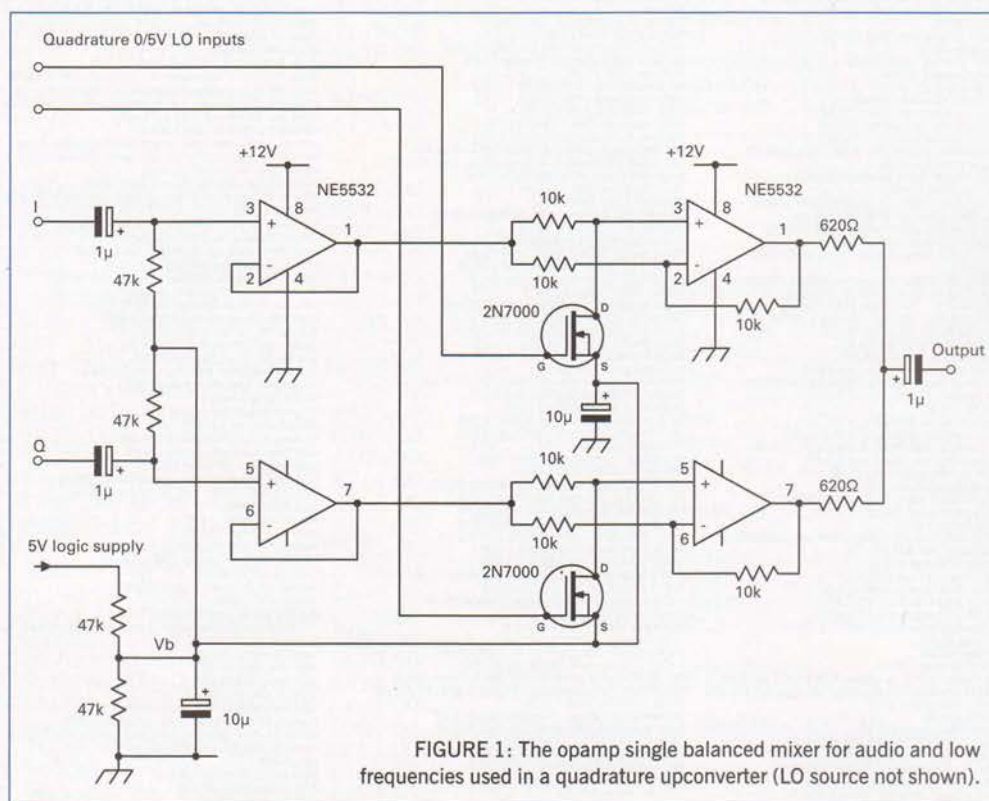 Quadrature 0/5V LO inputs
+12V
+12V
NE5532
NE5532
I
1µ
+
47k
3
+
8
1
2
-
4
10k
10k
3
+
8
1
2
-
4
620Ω
10k
2N7000
D
G
S
+
10µ
Output
+
1µ
47k
Q
1µ
+
5
+
7
6
-
10k
10k
5
+
7
6
-
620Ω
10k
2N7000
D
G
S
5V logic supply
47k
Vb
47k
+
10µ
FIGURE 1: The opamp single balanced mixer for audio and low
frequencies used in a quadrature upconverter (LO source not shown).